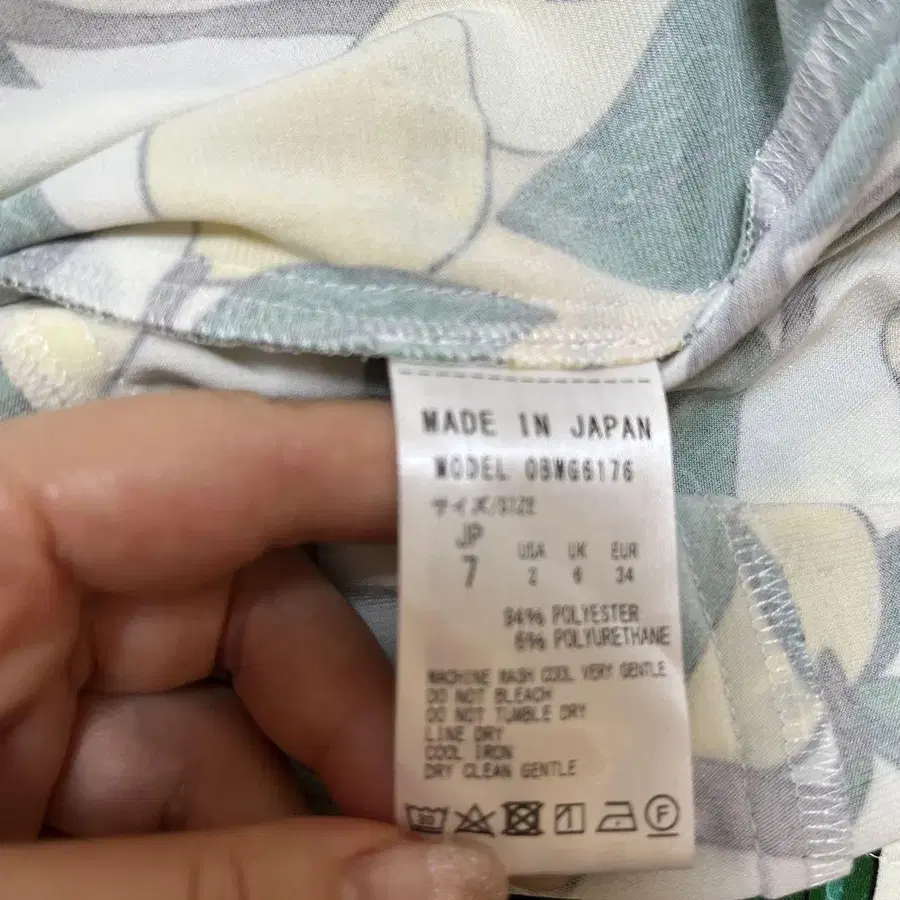 MADE IN JAPAN
MODEL OBMG6176
サイズ/SIZE
JP USA UK EUR
7 2 6 34
94% POLYESTER
6% POLYURETHANE
MACHINE WASH COOL VERY GENTLE
DO NOT BLEACH
DO NOT TUMBLE DRY
LINE DRY
COOL IRON
DRY CLEAN GENTLE
30 F